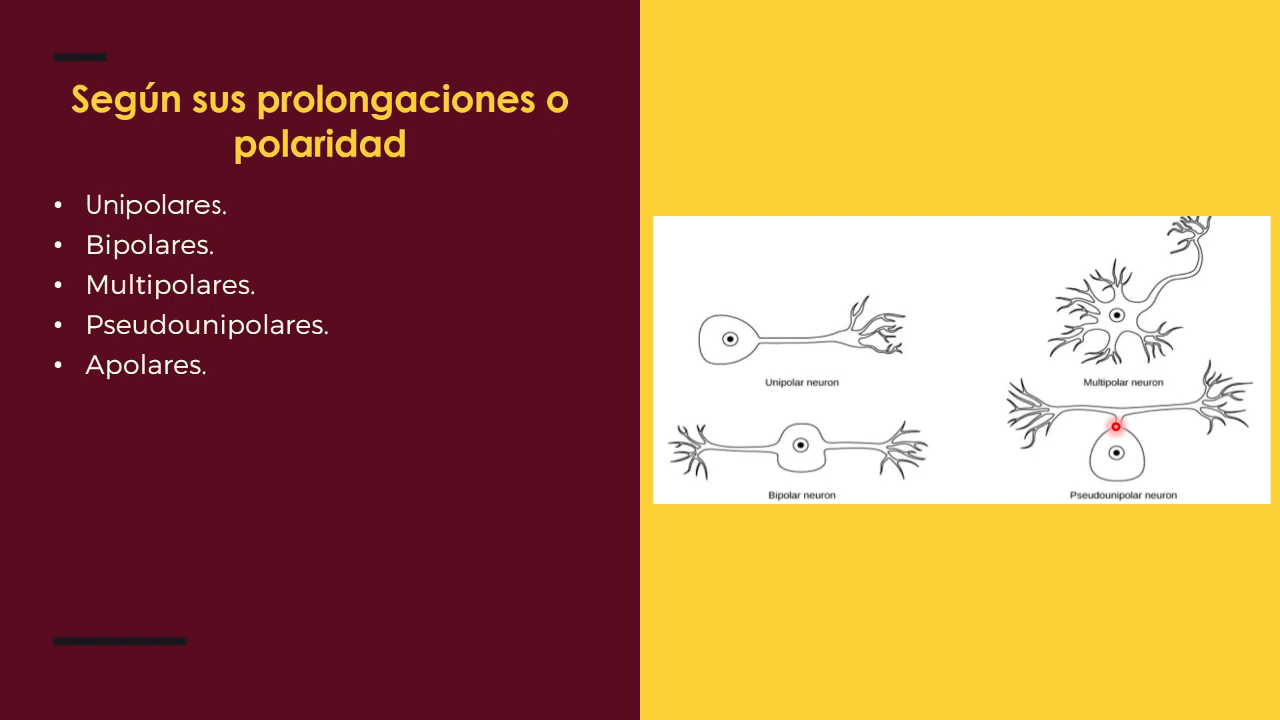 Según sus prolongaciones o
polaridad
• Unipolares.
• Bipolares.
• Multipolares.
• Pseudounipolares.
• Apolares.
Unipolar neuron
Multipolar neuron
Bipolar neuron
Pseudounipolar neuron